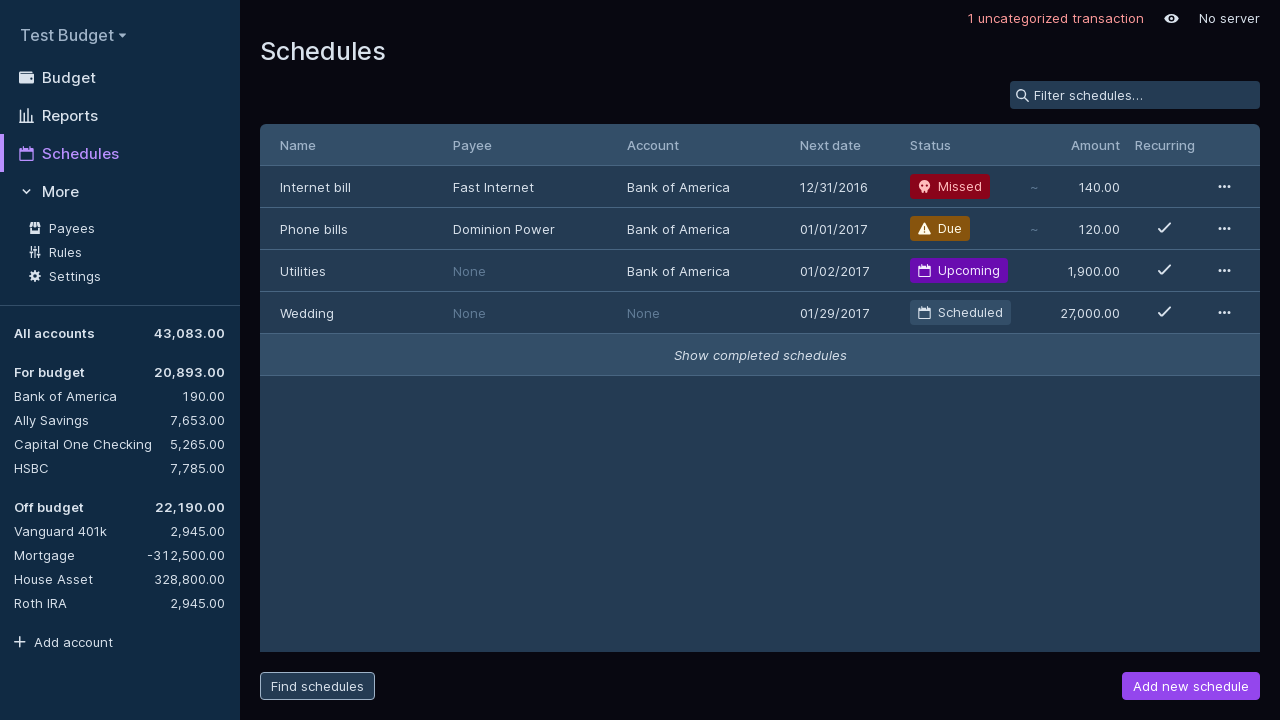 Test Budget
Budget
Reports
Schedules
More
Payees
Rules
Settings
All accounts 43,083.00
For budget 20,893.00
Bank of America 190.00
Ally Savings 7,653.00
Capital One Checking 5,265.00
HSBC 7,785.00
Off budget 22,190.00
Vanguard 401k 2,945.00
Mortgage -312,500.00
House Asset 328,800.00
Roth IRA 2,945.00
Add account
1 uncategorized transaction No server
Schedules
Filter schedules…
Name Payee Account Next date Status Amount Recurring
Internet bill Fast Internet Bank of America 12/31/2016 Missed ~ 140.00
Phone bills Dominion Power Bank of America 01/01/2017 Due ~ 120.00
Utilities None Bank of America 01/02/2017 Upcoming 1,900.00
Wedding None None 01/29/2017 Scheduled 27,000.00
Show completed schedules
Find schedules Add new schedule